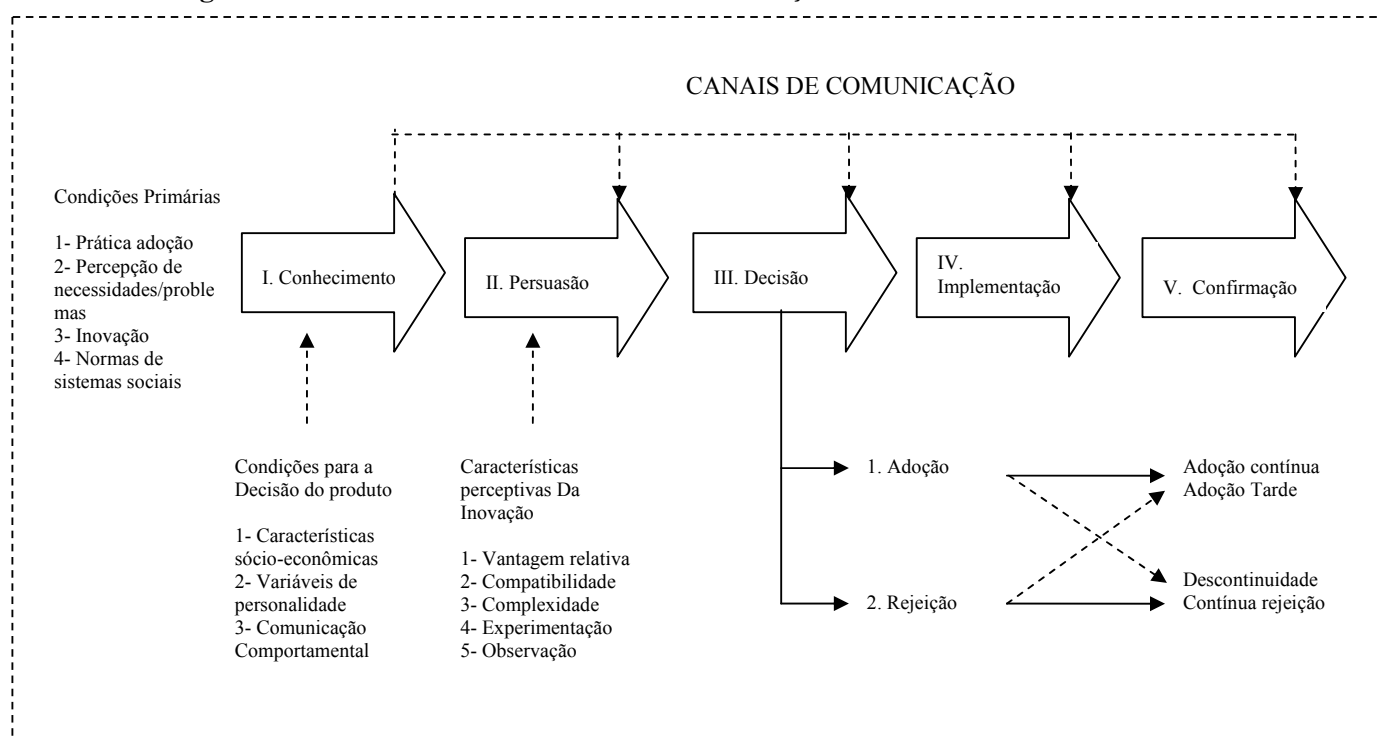 CANAIS DE COMUNICAÇÃO
Condições Primárias
1- Prática adoção
2- Percepção de
necessidades/proble
mas
3- Inovação
4- Normas de
sistemas sociais
I. Conhecimento
II. Persuasão
III. Decisão
IV.
Implementação
V. Confirmação
Condições para a
Decisão do produto
1- Características
sócio-econômicas
2- Variáveis de
personalidade
3- Comunicação
Comportamental
Características
perceptivas Da
Inovação
1- Vantagem relativa
2- Compatibilidade
3- Complexidade
4- Experimentação
5- Observação
1. Adoção
2. Rejeição
Adoção contínua
Adoção Tarde
Descontinuidade
Contínua rejeição